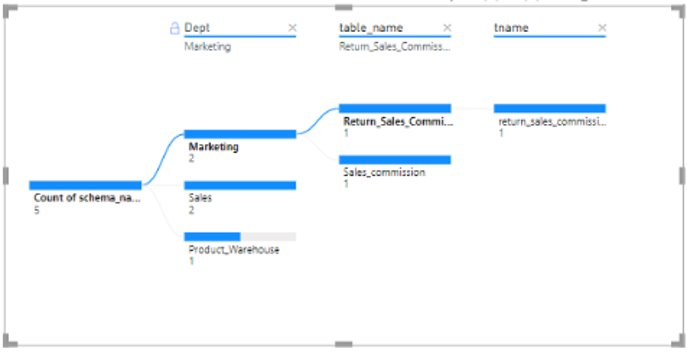 Dept
Marketing
table_name
Return_Sales_Commiss...
tname
Return_Sales_Commi...
1
return_sales_commissi...
1
Marketing
2
Sales_commission
1
Count of schema_na...
5
Sales
2
Product_Warehouse
1